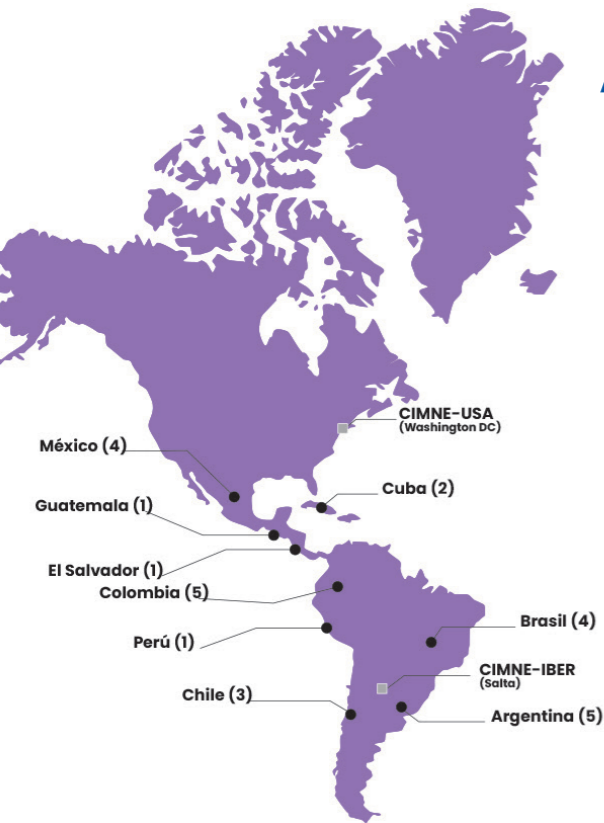 CIMNE-USA
(Washington DC)
México (4)
Cuba (2)
Guatemala (1)
El Salvador (1)
Colombia (5)
Brasil (4)
Perú (1)
CIMNE-IBER
(Salta)
Chile (3)
Argentina (5)